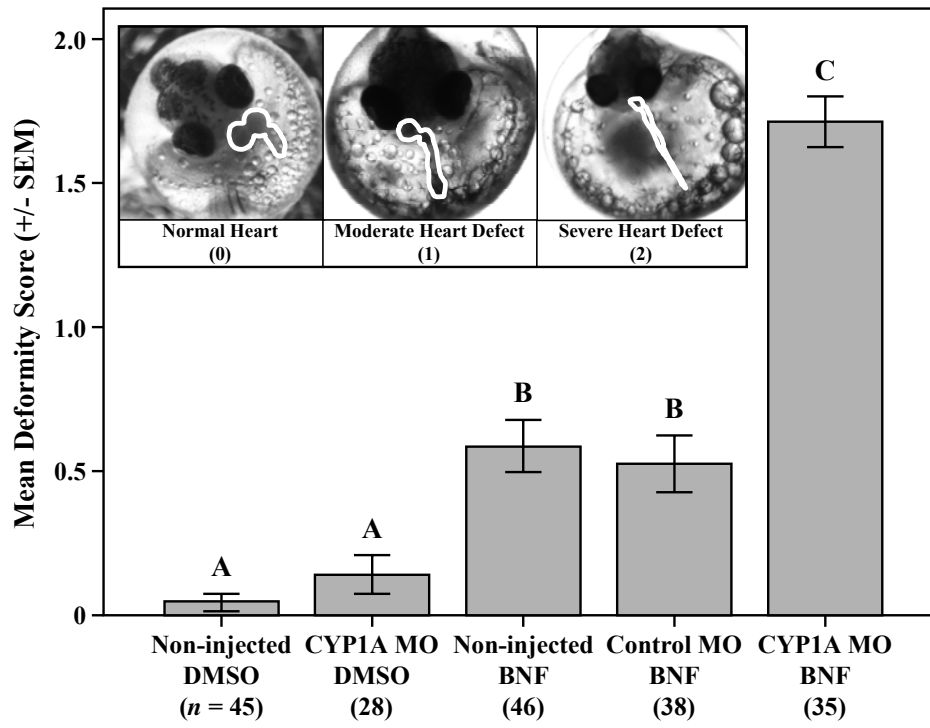 Mean Deformity Score (+/- SEM)
2.0
1.5
1.0
0.5
0
Normal Heart
(0)
Moderate Heart Defect
(1)
Severe Heart Defect
(2)
A
A
B
B
C
Non-injected
DMSO
(n = 45)
CYP1A MO
DMSO
(28)
Non-injected
BNF
(46)
Control MO
BNF
(38)
CYP1A MO
BNF
(35)